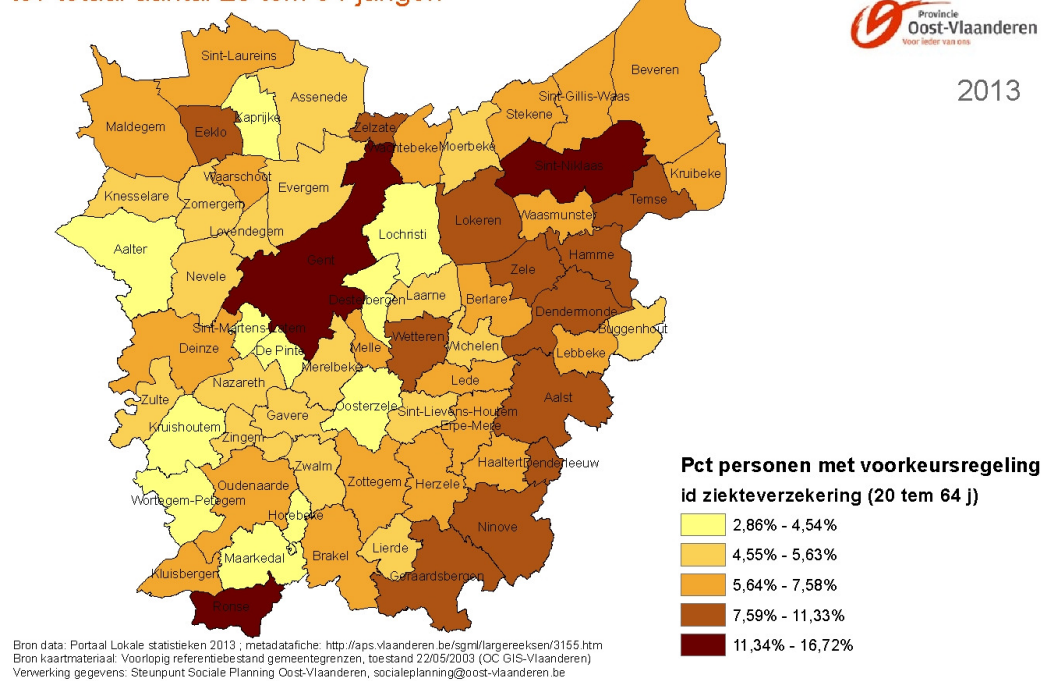 tov totaal aantal 20 tem 64 jarigen
Provincie
Oost-Vlaanderen
Voor ieder van ons
2013
Sint-Laureins
Beveren
Assenede
Sint-Gillis-Waas
Kaprijke
Stekene
Maldegem
Eeklo
Zelzate
Wachtebeke
Moerbeke
Sint-Niklaas
Kruibeke
Waarschoot
Evergem
Knesselare
Zomergem
Temse
Lokeren
Waasmunster
Lovendegem
Lochristi
Aalter
Gent
Hamme
Zele
Nevele
Destelbergen
Laarne
Berlare
Dendermonde
Sint-Martens-Latem
Buggenhout
Wetteren
Deinze
De Pinte
Melle
Wichelen
Lebbeke
Merelbeke
Nazareth
Lede
Zulte
Aalst
Oosterzele
Gavere
Sint-Lievens-Houtem
Kruishoutem
Erpe-Mere
Zingem
Zwalm
Haaltert
Denderleeuw
Oudenaarde
Zottegem
Herzele
Wortegem-Petegem
Horebeke
Ninove
Maarkedal
Brakel
Lierde
Kluisbergen
Geraardsbergen
Ronse
Pct personen met voorkeursregeling
id ziekteverzekering (20 tem 64 j)
2,86% - 4,54%
4,55% - 5,63%
5,64% - 7,58%
7,59% - 11,33%
11,34% - 16,72%
Bron data: Portaal Lokale statistieken 2013 ; metadatafiche: http://aps.vlaanderen.be/sgml/largereeksen/3155.htm
Bron kaartmateriaal: Voorlopig referentiebestand gemeentegrenzen, toestand 22/05/2003 (OC GIS-Vlaanderen)
Verwerking gegevens: Steunpunt Sociale Planning Oost-Vlaanderen, socialeplanning@oost-vlaanderen.be